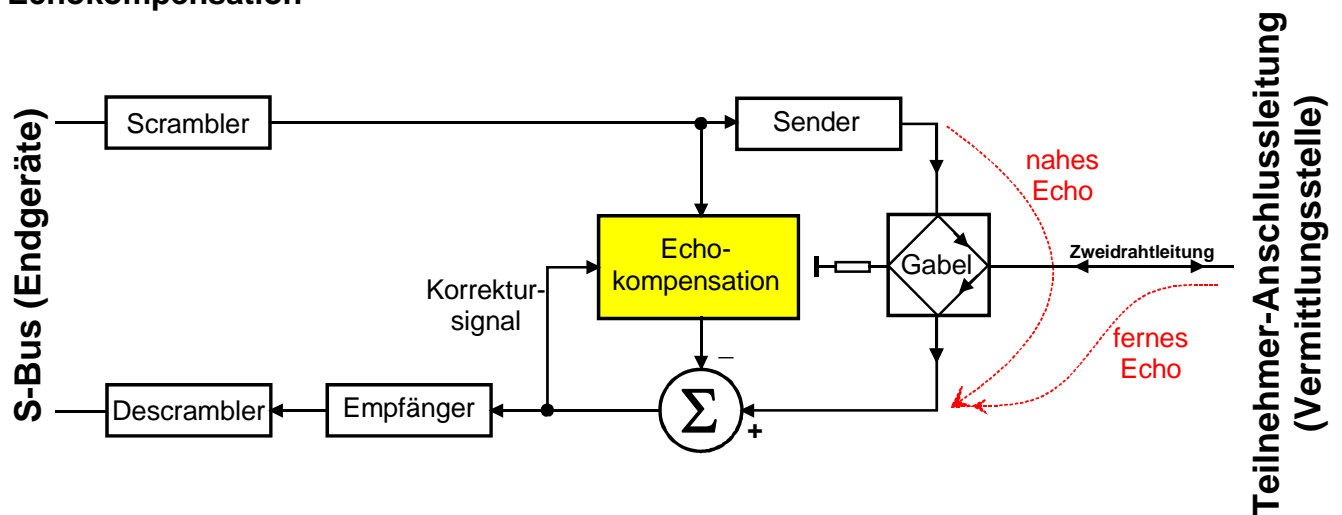 Echokompensation
S-Bus (Endgeräte)
Scrambler
Sender
nahes
Echo
Echo-
kompensation
Gabel
Zweidrahtleitung
Korrektur-
signal
fernes
Echo
–
Descrambler
Empfänger
Σ
+
Teilnehmer-Anschlussleitung
(Vermittlungsstelle)